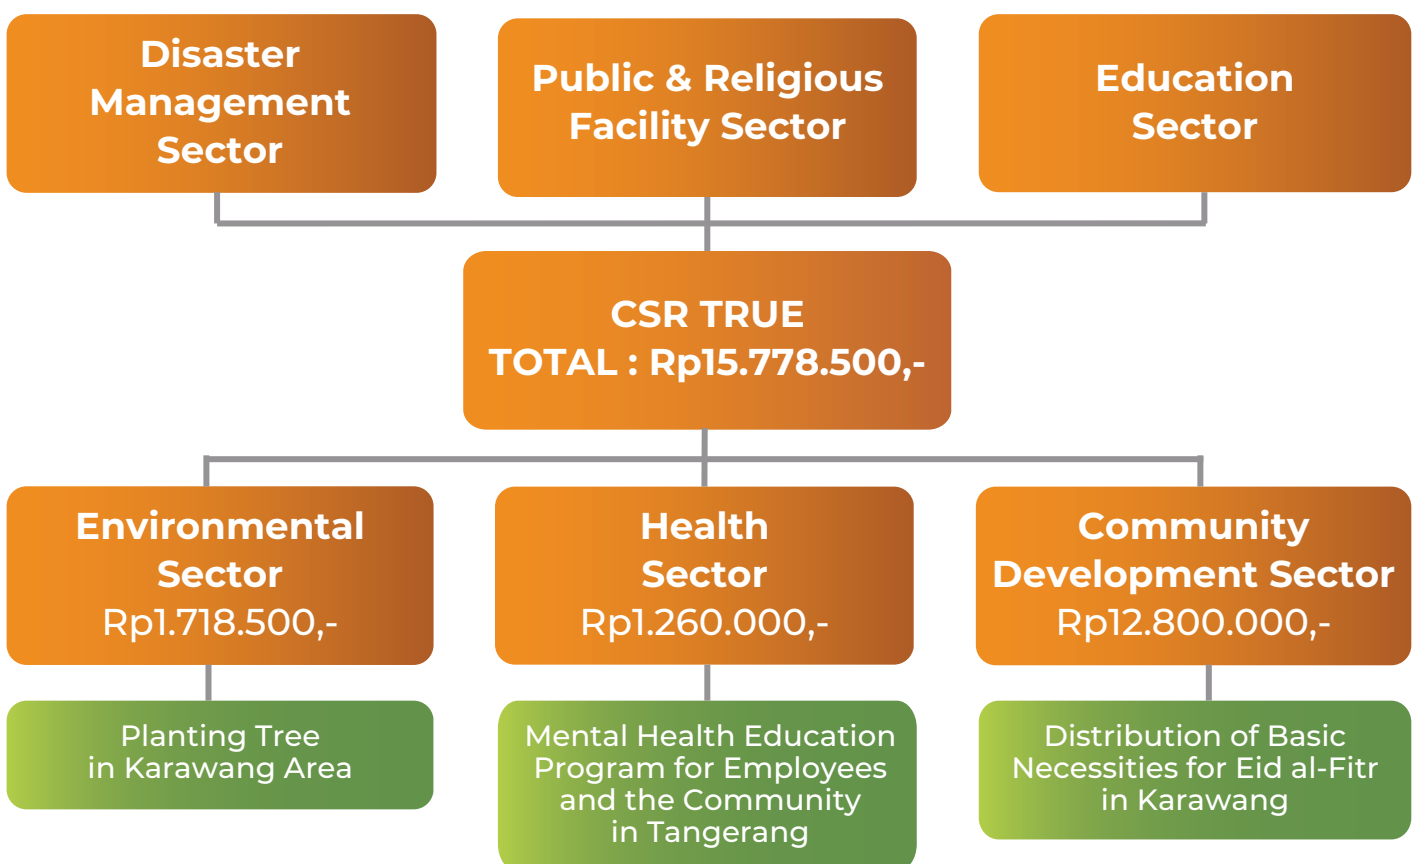 Disaster
Management
Sector
Public & Religious
Facility Sector
Education
Sector
CSR TRUE
TOTAL : Rp15.778.500,-
Environmental
Sector
Rp1.718.500,-
Health
Sector
Rp1.260.000,-
Community
Development Sector
Rp12.800.000,-
Planting Tree
in Karawang Area
Mental Health Education
Program for Employees
and the Community
in Tangerang
Distribution of Basic
Necessities for Eid al-Fitr
in Karawang